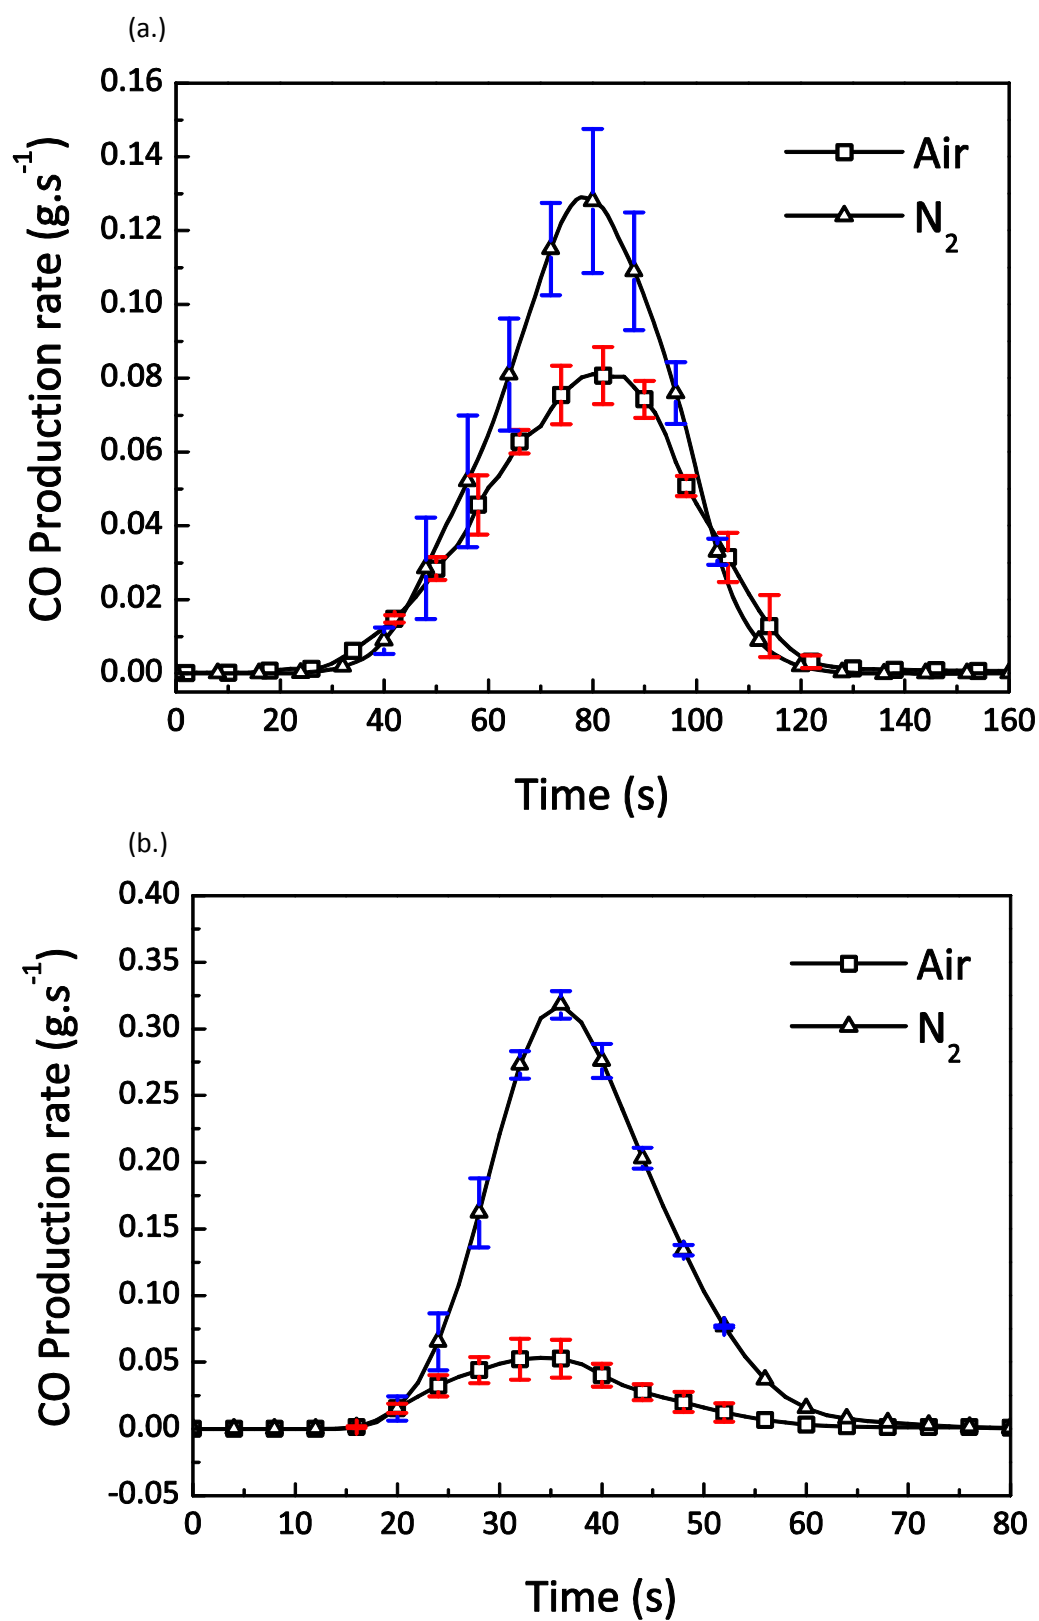 (a.)
0.16
0.14
0.12
0.10
0.08
0.06
0.04
0.02
0.00
CO Production rate (g.s⁻¹)
Air
N₂
0 20 40 60 80 100 120 140 160
Time (s)
(b.)
0.40
0.35
0.30
0.25
0.20
0.15
0.10
0.05
0.00
-0.05
CO Production rate (g.s⁻¹)
Air
N₂
0 10 20 30 40 50 60 70 80
Time (s)